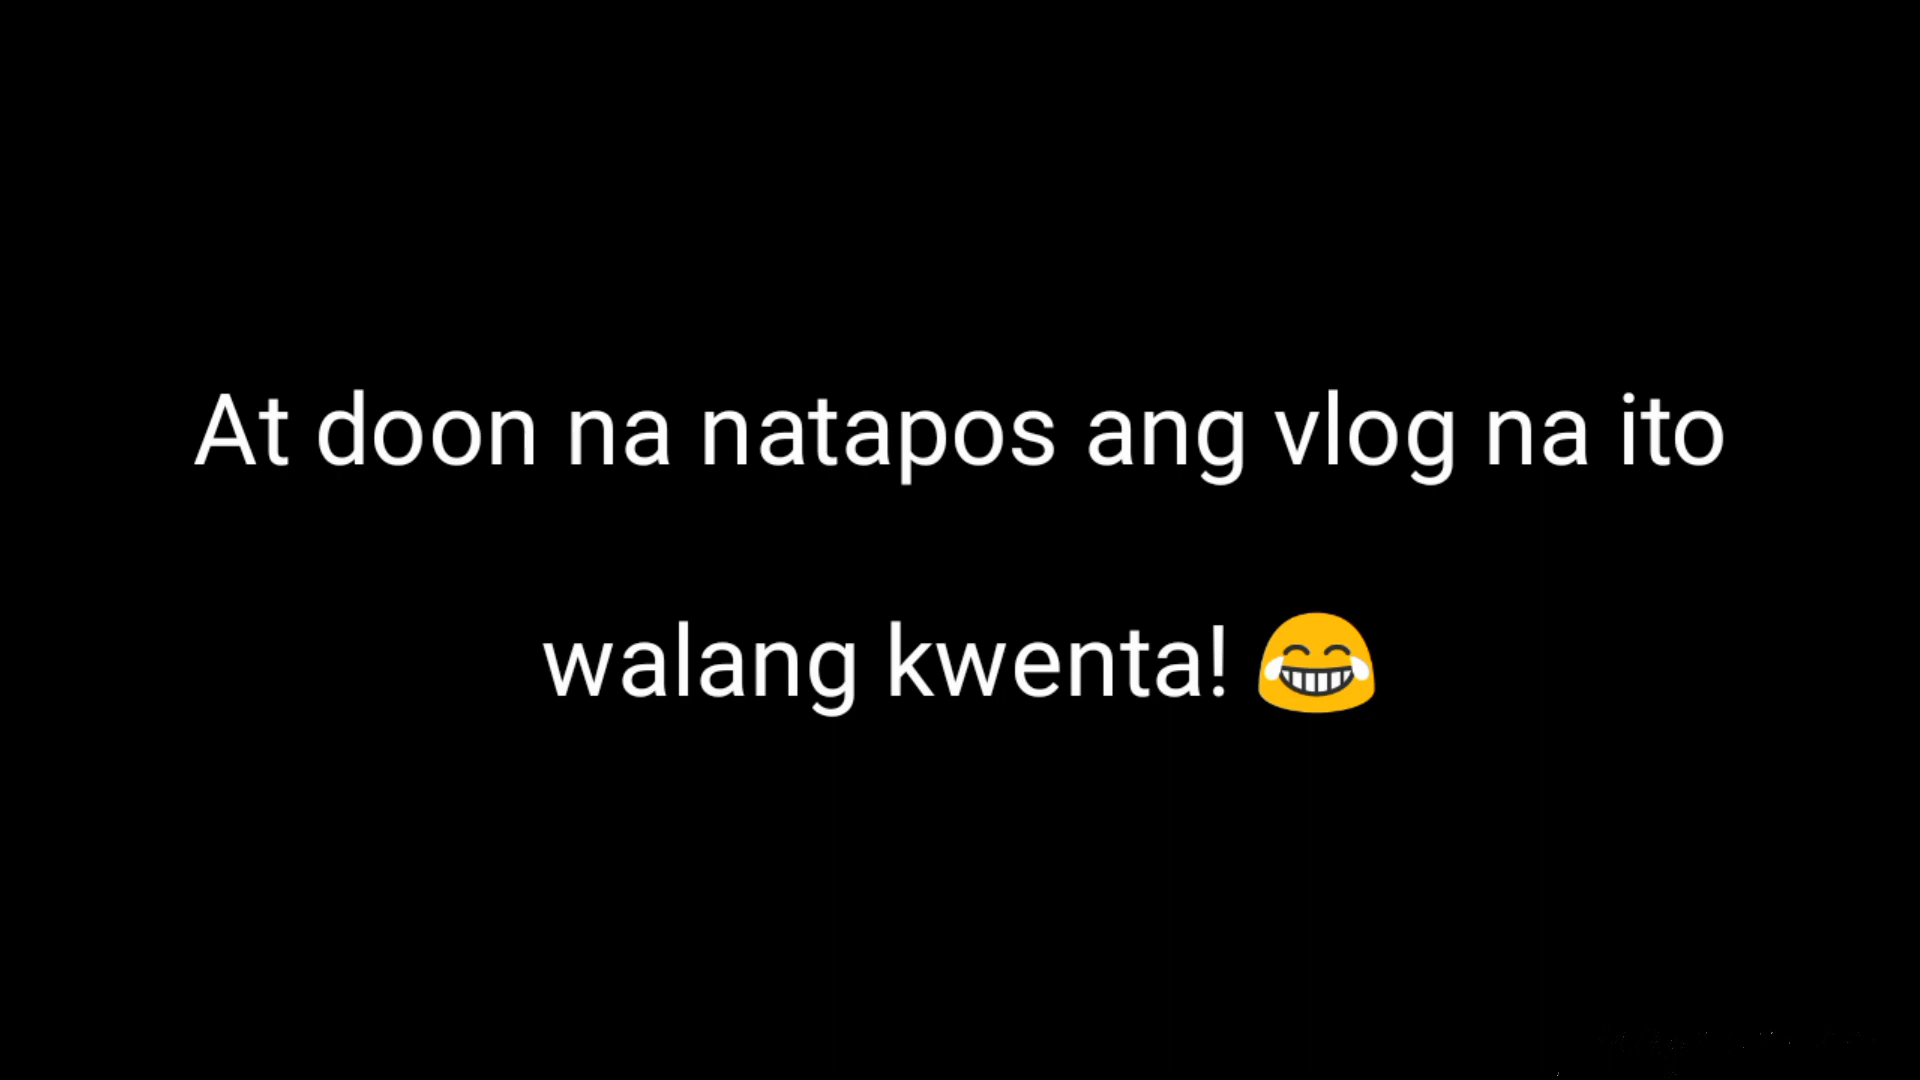 At doon na natapos ang vlog na ito
walang kwenta! 😂